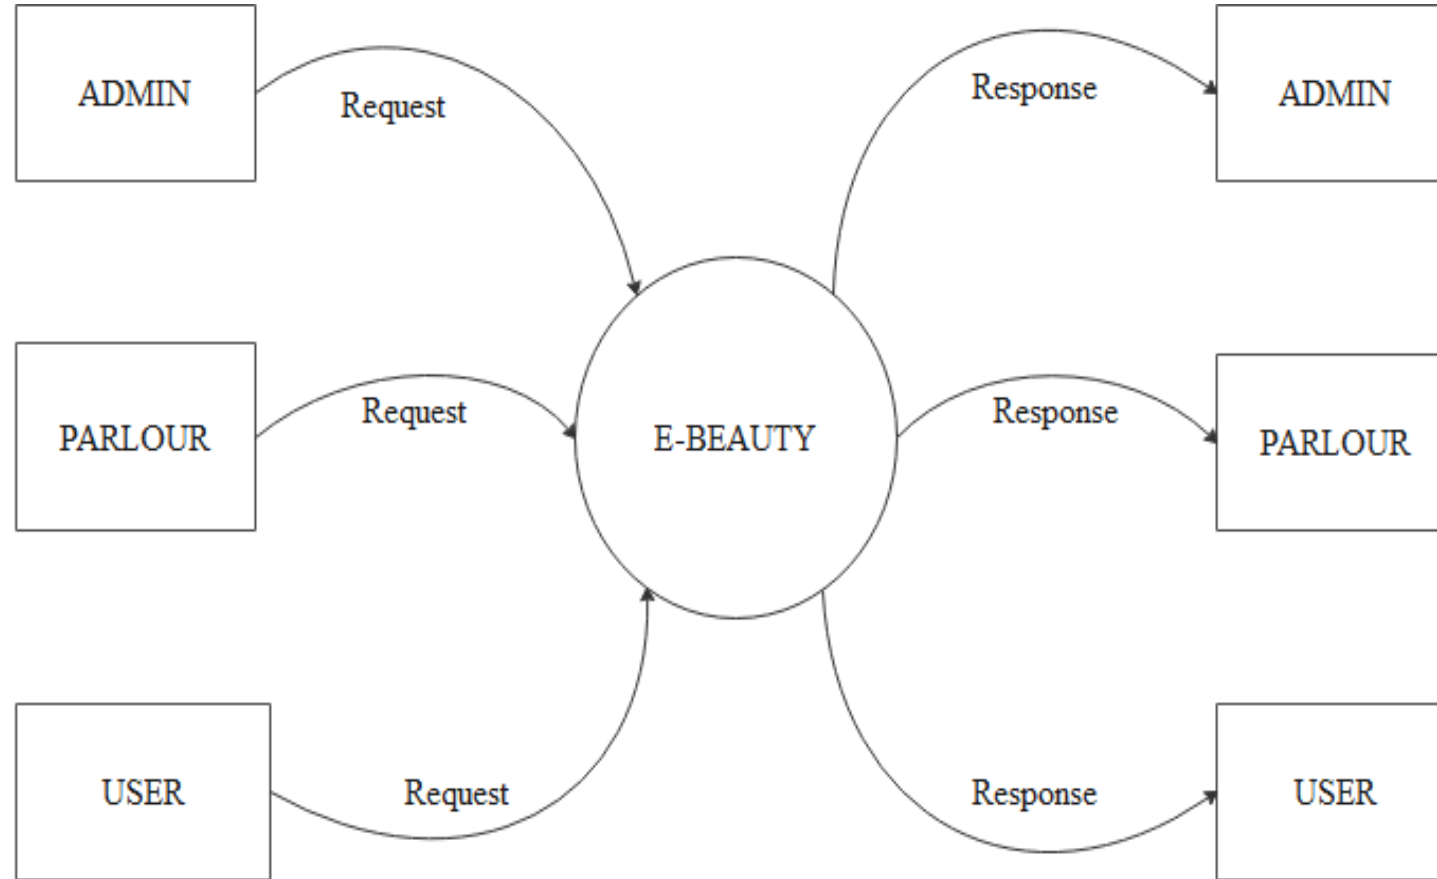 ADMIN
Request
Response
ADMIN
PARLOUR
Request
E-BEAUTY
Response
PARLOUR
USER
Request
Response
USER